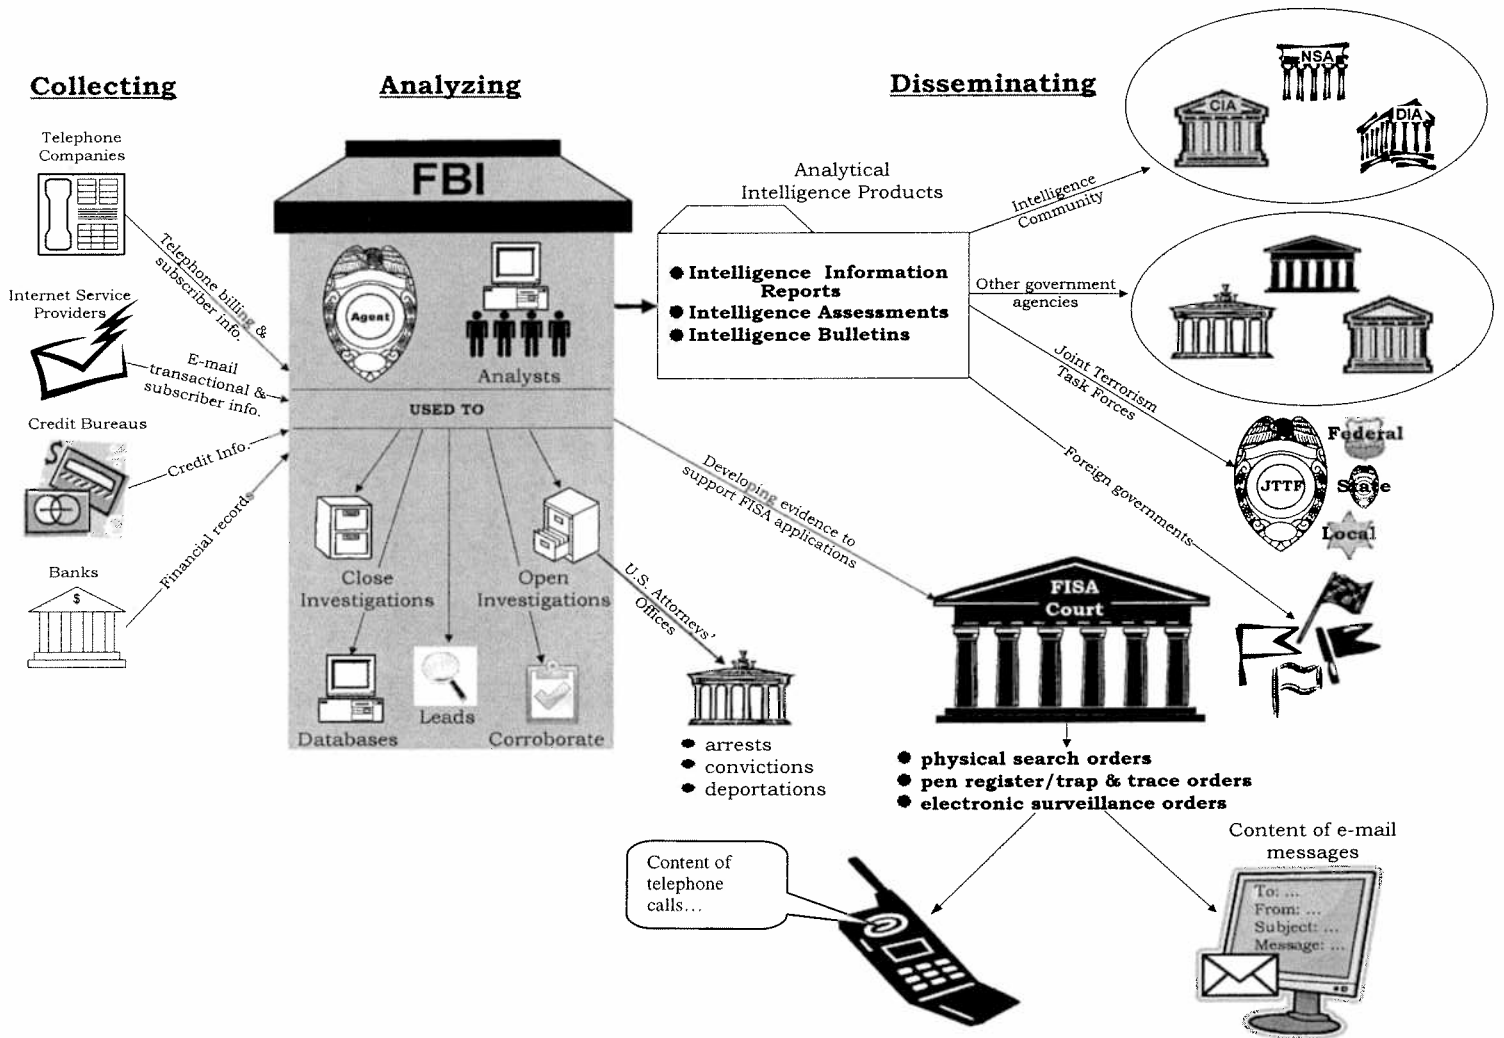 Collecting
Analyzing
Disseminating
Telephone
Companies
Telephone billing &
subscriber info.
Internet Service
Providers
E-mail
transactional &
subscriber info.
Credit Bureaus
$
Credit Info.
Banks
$
Financial records
FBI
Agent
Analysts
USED TO
Close
Investigations
Open
Investigations
Databases
Leads
Corroborate
Analytical
Intelligence Products
Intelligence Information
Reports
Intelligence Assessments
Intelligence Bulletins
Intelligence
Community
CIA
NSA
DIA
Other government
agencies
Joint Terrorism
Task Forces
JTTF
Federal
State
Local
Foreign governments
Developing evidence to
support FISA applications
U.S. Attorneys'
Offices
arrests
convictions
deportations
FISA
Court
physical search orders
pen register/trap & trace orders
electronic surveillance orders
Content of
telephone
calls...
Content of e-mail
messages
To: ...
From: ...
Subject: ...
Message: ...